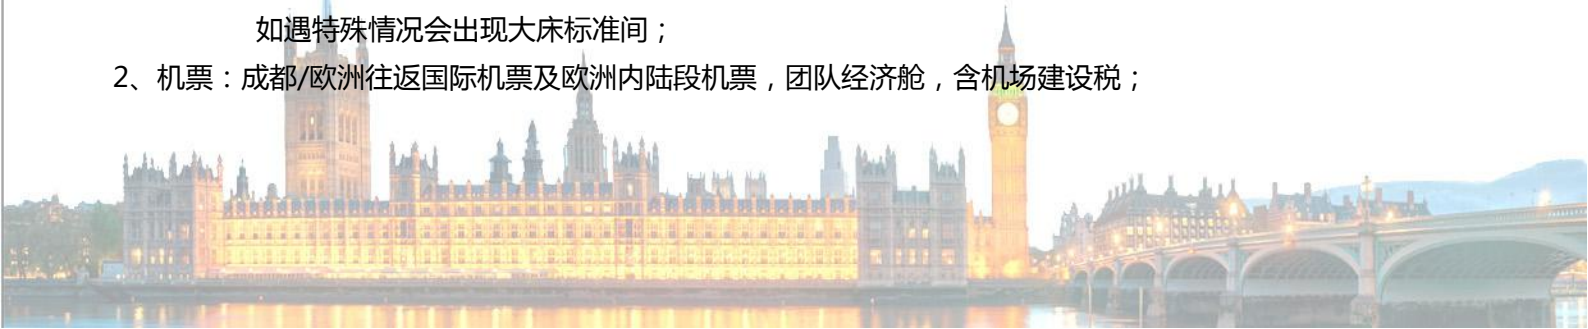 如遇特殊情况会出现大床标准间；
2、机票：成都/欧洲往返国际机票及欧洲内陆段机票，团队经济舱，含机场建设税；